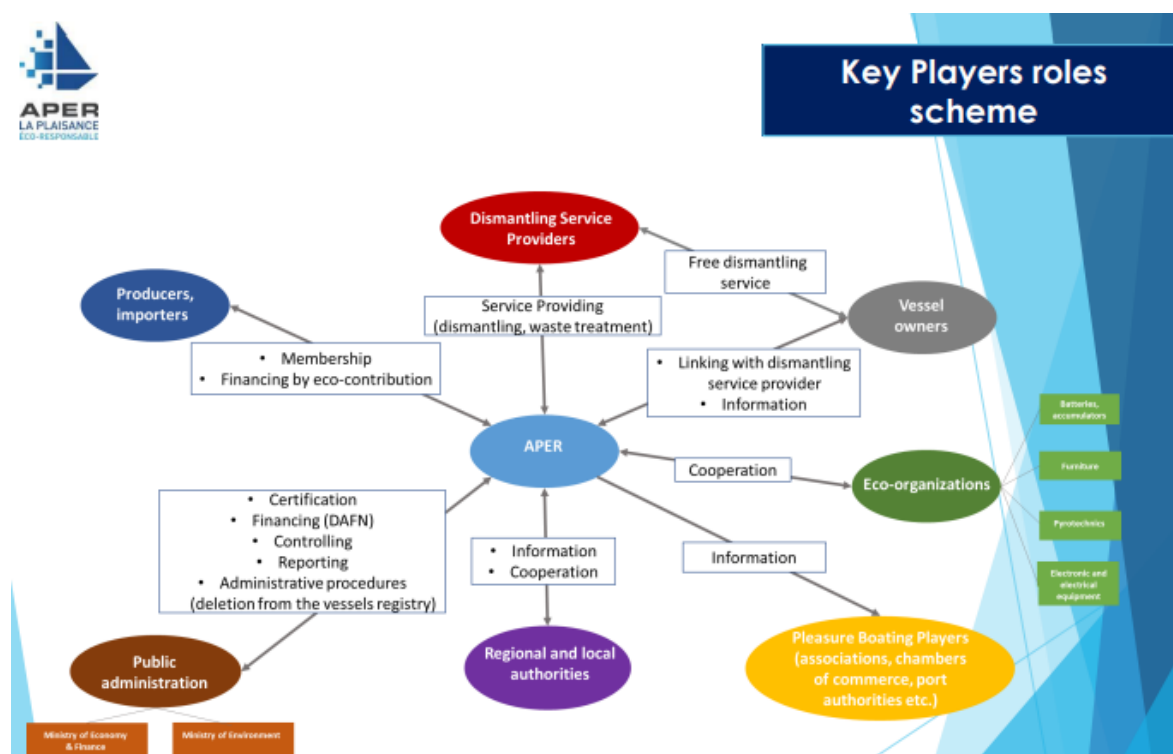 APER
LA PLAISANCE
ÉCO-RESPONSABLE
Key Players roles
scheme
Dismantling Service
Providers
Free dismantling
service
Producers,
importers
Service Providing
(dismantling, waste treatment)
Vessel
owners
• Membership
• Financing by eco-contribution
• Linking with dismantling
service provider
• Information
Batteries,
accumulators
APER
Cooperation
Furniture
Eco-organizations
• Certification
• Financing (DAFN)
• Controlling
• Reporting
• Administrative procedures
(deletion from the vessels registry)
• Information
• Cooperation
Information
Pyrotechnics
Electronic and
electrical
equipment
Public
administration
Regional and local
authorities
Pleasure Boating Players
(associations, chambers
of commerce, port
authorities etc.)
Ministry of Economy
& Finance
Ministry of Environment